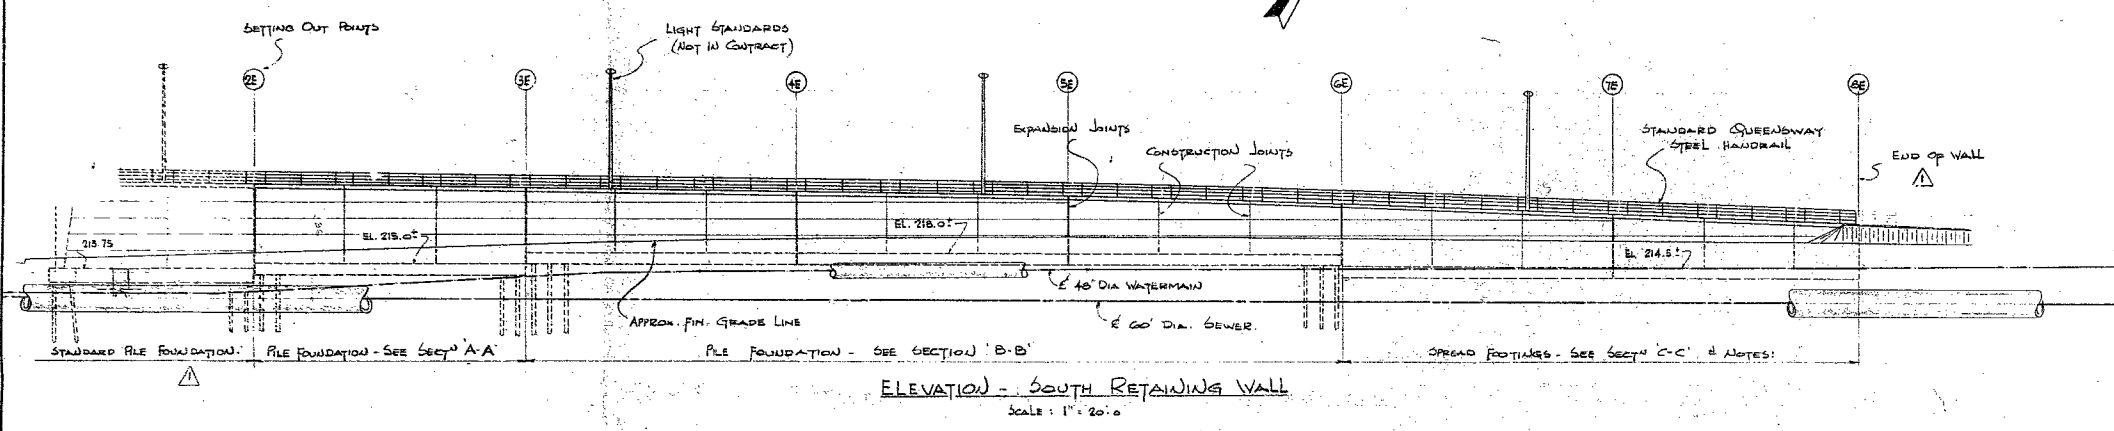 SETTING OUT POINTS
LIGHT STANDARDS
(NOT IN CONTRACT)
2E
3E
4E
5E
6E
7E
8E
EXPANSION JOINTS
CONSTRUCTION JOINTS
STANDARD QUEENSWAY
STEEL HANDRAIL
END OF WALL
1
213.75
EL. 215.0±
EL. 218.0±
EL. 214.5±
℄ 48" DIA WATERMAIN
APPROX. FIN. GRADE LINE
℄ 60" DIA. SEWER.
STANDARD PILE FOUNDATION.
PILE FOUNDATION - SEE SECTN 'A-A'
PILE FOUNDATION - SEE SECTION 'B-B'
SPREAD FOOTINGS - SEE SECTN 'C-C' & NOTES:
1
ELEVATION - SOUTH RETAINING WALL
SCALE: 1" = 20'.0